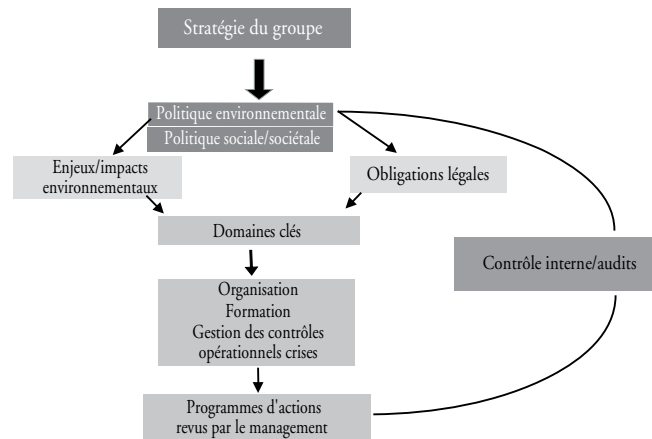 Stratégie du groupe
Politique environnementale
Politique sociale/sociétale
Enjeux/impacts
environnementaux
Obligations légales
Domaines clés
Contrôle interne/audits
Organisation
Formation
Gestion des contrôles
opérationnels crises
Programmes d'actions
revus par le management